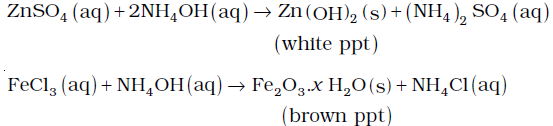 ZnSO₄ (aq) + 2NH₄OH (aq) → Zn (OH)₂ (s) + (NH₄)₂ SO₄ (aq)
(white ppt)
FeCl₃ (aq) + NH₄OH (aq) → Fe₂O₃.x H₂O (s) + NH₄Cl (aq)
(brown ppt)